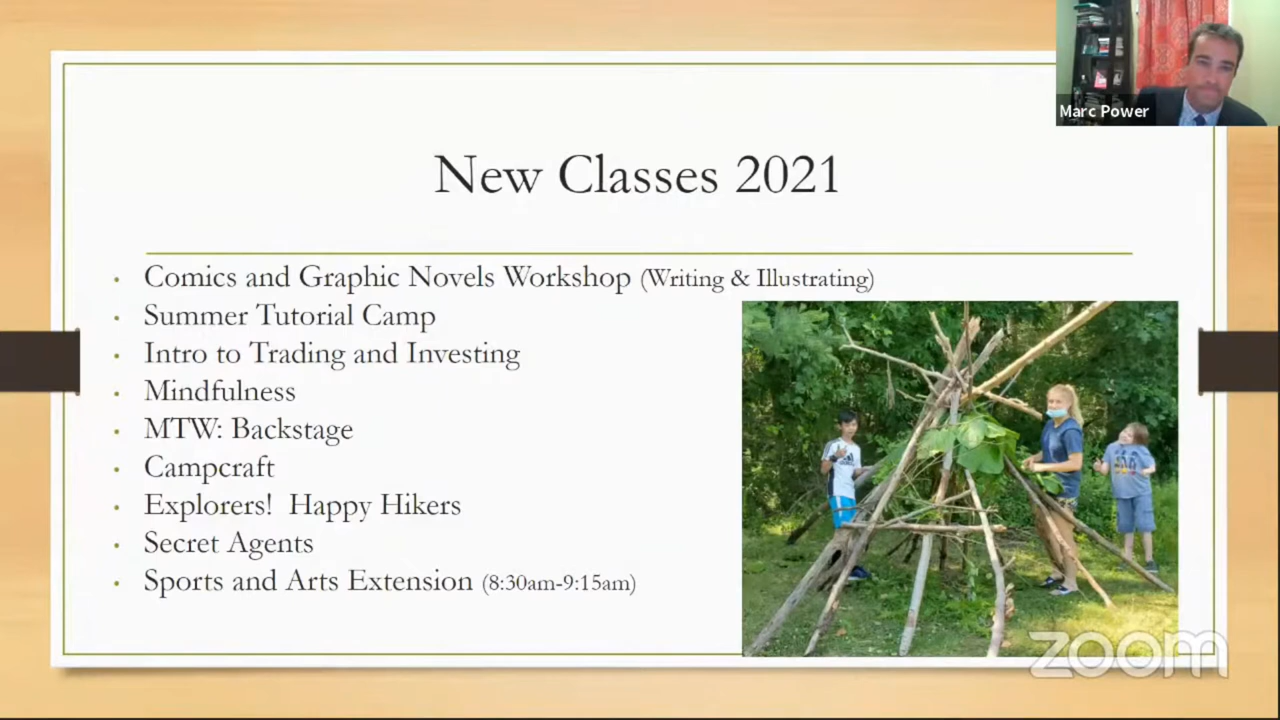 Marc Power
New Classes 2021
• Comics and Graphic Novels Workshop (Writing & Illustrating)
• Summer Tutorial Camp
• Intro to Trading and Investing
• Mindfulness
• MTW: Backstage
• Campcraft
• Explorers!  Happy Hikers
• Secret Agents
• Sports and Arts Extension (8:30am-9:15am)
zoom